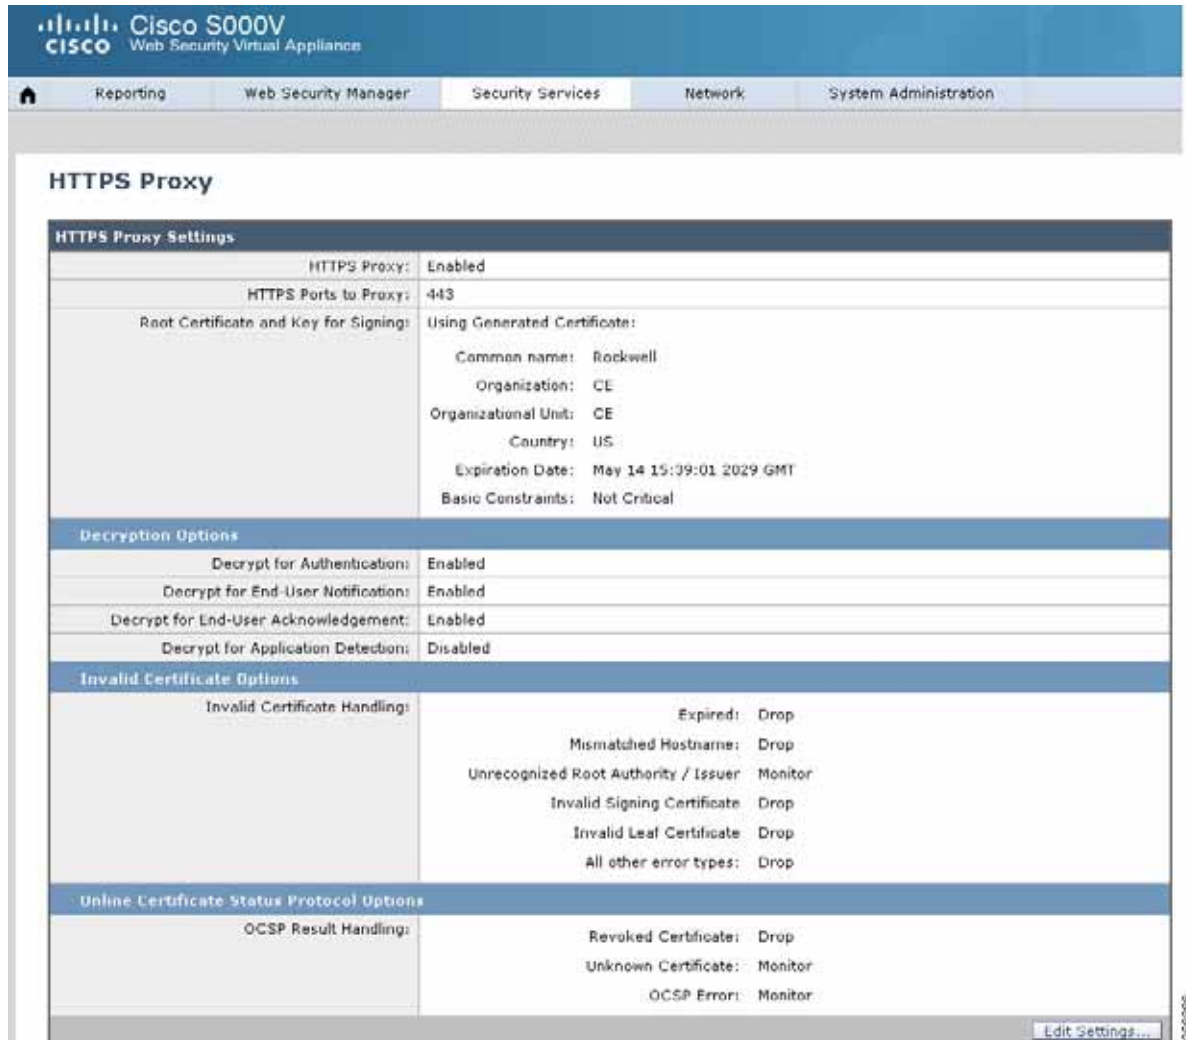 Cisco S000V
CISCO Web Security Virtual Appliance
Reporting Web Security Manager Security Services Network System Administration
HTTPS Proxy
HTTPS Proxy Settings
HTTPS Proxy: Enabled
HTTPS Ports to Proxy: 443
Root Certificate and Key for Signing: Using Generated Certificate:
Common name: Rockwell
Organization: CE
Organizational Unit: CE
Country: US
Expiration Date: May 14 15:39:01 2029 GMT
Basic Constraints: Not Critical
Decryption Options
Decrypt for Authentication: Enabled
Decrypt for End-User Notification: Enabled
Decrypt for End-User Acknowledgement: Enabled
Decrypt for Application Detection: Disabled
Invalid Certificate Options
Invalid Certificate Handling: Expired: Drop
Mismatched Hostname: Drop
Unrecognized Root Authority / Issuer Monitor
Invalid Signing Certificate Drop
Invalid Leaf Certificate Drop
All other error types: Drop
Online Certificate Status Protocol Options
OCSP Result Handling: Revoked Certificate: Drop
Unknown Certificate: Monitor
OCSP Error: Monitor
Edit Settings...